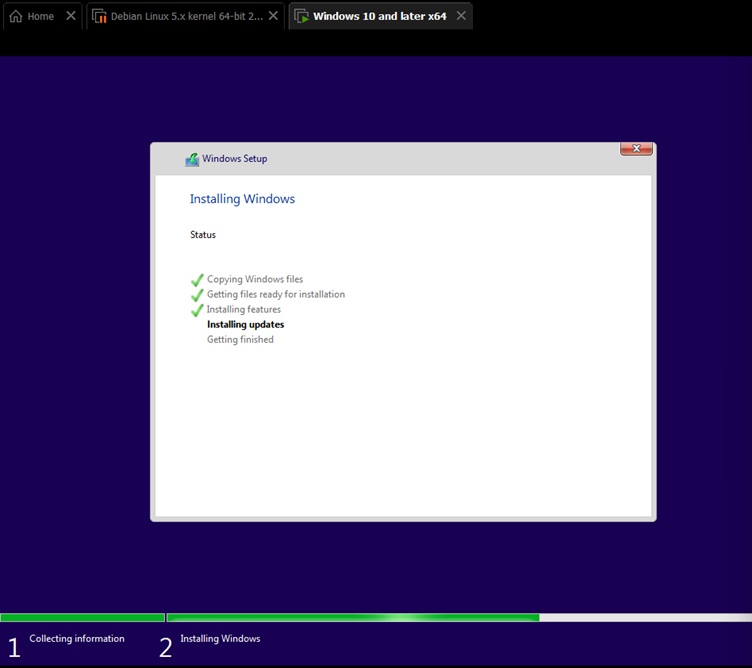 Home
Debian Linux 5.x kernel 64-bit 2...
Windows 10 and later x64
Windows Setup
Installing Windows
Status
Copying Windows files
Getting files ready for installation
Installing features
Installing updates
Getting finished
1 Collecting information
2 Installing Windows